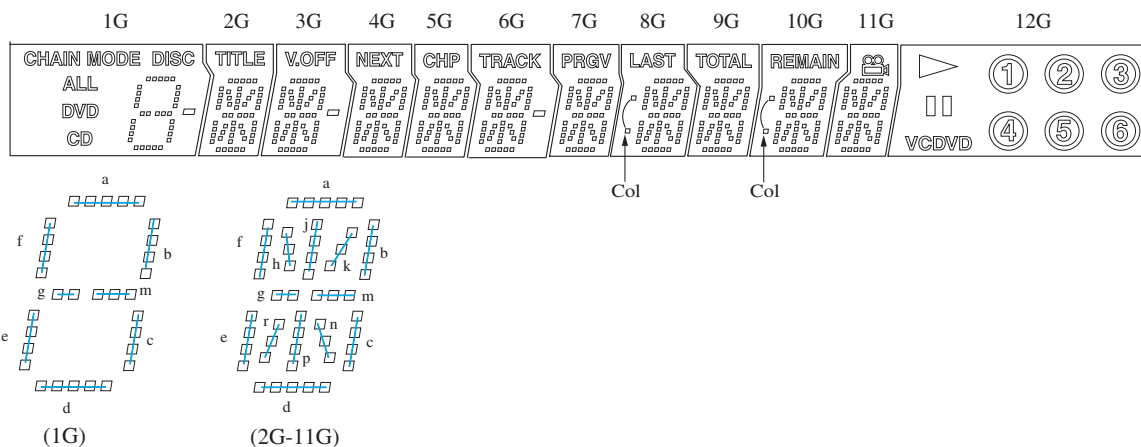 1G 2G 3G 4G 5G 6G 7G 8G 9G 10G 11G 12G
CHAIN MODE DISC TITLE V.OFF NEXT CHP TRACK PRGV LAST TOTAL REMAIN
ALL
DVD
CD
VCDVD
1 2 3
4 5 6
Col Col
a
f
b
g m
e
c
d
(1G)
a
j
f
b
h k
g m
r n
e
c
p
d
(2G-11G)